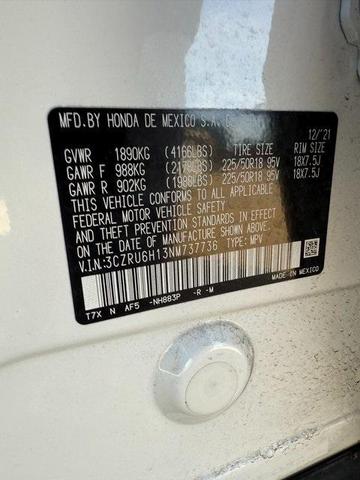 MFD.BY HONDA DE MEXICO S.A. 12/'21
GVWR 1890KG (4166LBS) TIRE SIZE RIM SIZE
GAWR F 988KG (2178LBS) 225/50R18 95V 18X7.5J
GAWR R 902KG (1988LBS) 225/50R18 95V 18X7.5J
THIS VEHICLE CONFORMS TO ALL APPLICABLE
FEDERAL MOTOR VEHICLE SAFETY AND THEFT
PREVENTION STANDARDS IN EFFECT ON THE DATE
OF MANUFACTURE SHOWN ABOVE.
V.I.N:3CZRU6H13NM737736 TYPE: MPV
MADE IN MEXICO
T7X N AF5 -NH883P -R -M